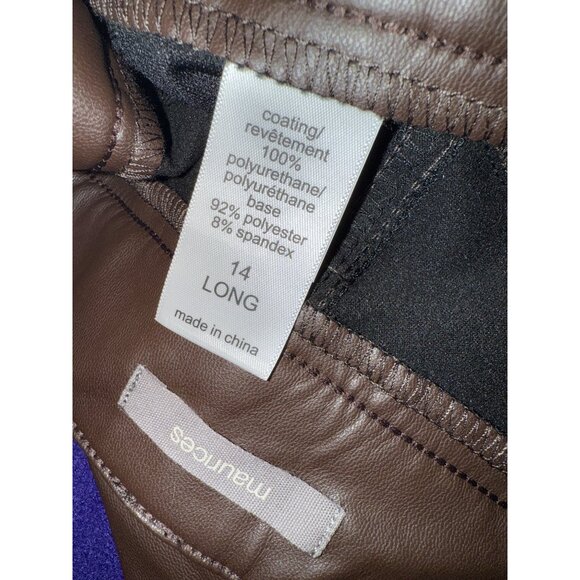 coating/
revêtement
100%
polyurethane/
polyuréthane
base
92% polyester
8% spandex
14
LONG
made in china
maurices